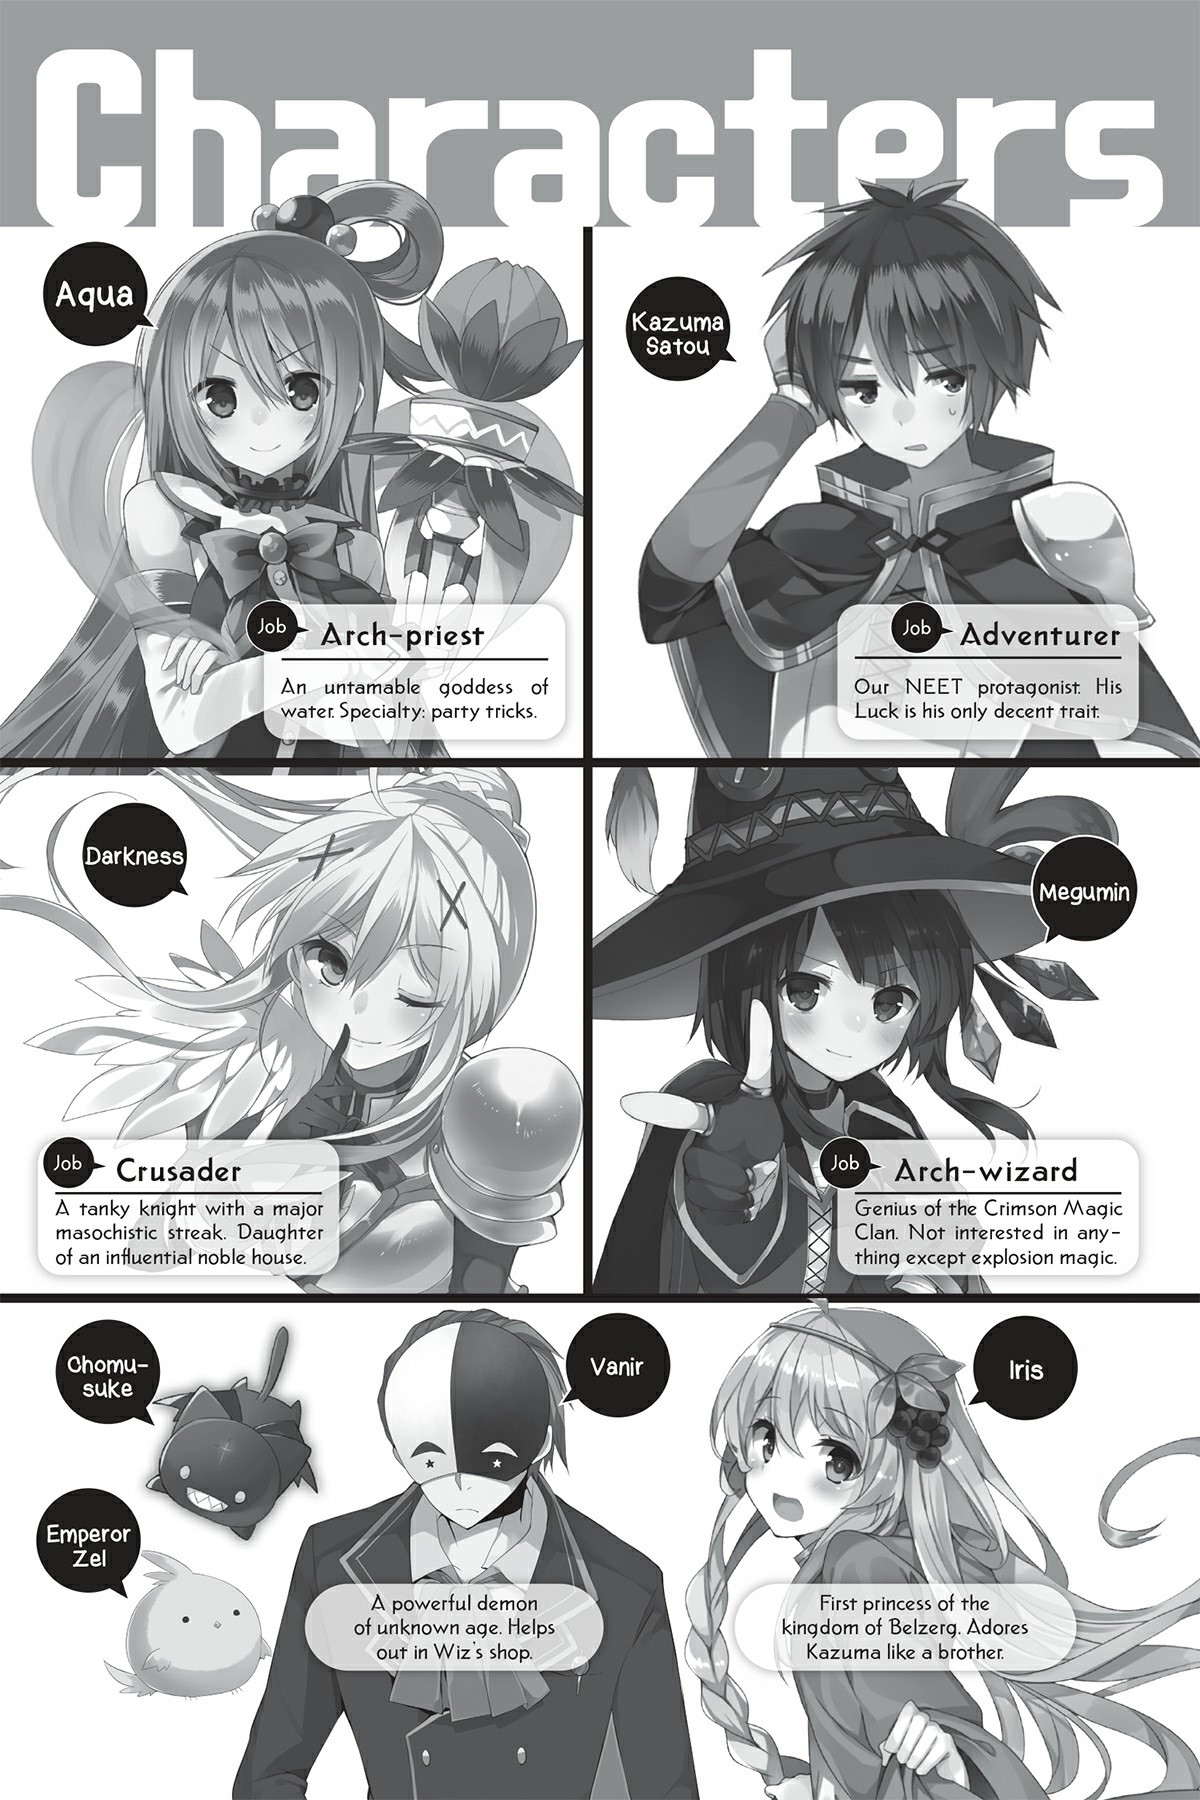 Characters
Aqua
Job
Arch-priest
An untamable goddess of
water. Specialty: party tricks.
Kazuma
Satou
Job
Adventurer
Our NEET protagonist. His
Luck is his only decent trait.
Darkness
Job
Crusader
A tanky knight with a major
masochistic streak. Daughter
of an influential noble house.
Megumin
Job
Arch-wizard
Genius of the Crimson Magic
Clan. Not interested in any-
thing except explosion magic.
Chomu-
suke
Emperor
Zel
Vanir
A powerful demon
of unknown age. Helps
out in Wiz's shop.
Iris
First princess of the
kingdom of Belzerg. Adores
Kazuma like a brother.